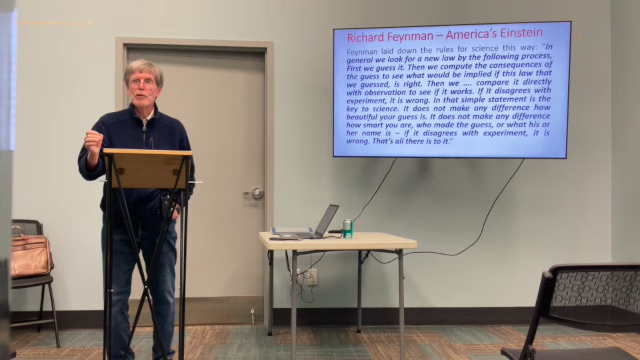 Richard Feynman – America's Einstein
Feynman laid down the rules for science this way: "In
general we look for a new law by the following process,
First we guess it. Then we compute the consequences of
the guess to see what would be implied if this law that
we guessed, is right. Then we .... compare it directly
with observation to see if it works. If it disagrees with
experiment, it is wrong. In that simple statement is the
key to science. It does not make any difference how
beautiful your guess is. It does not make any difference
how smart you are, who made the guess, or what his or
her name is – If it disagrees with experiment, it is
wrong. That's all there is to it."